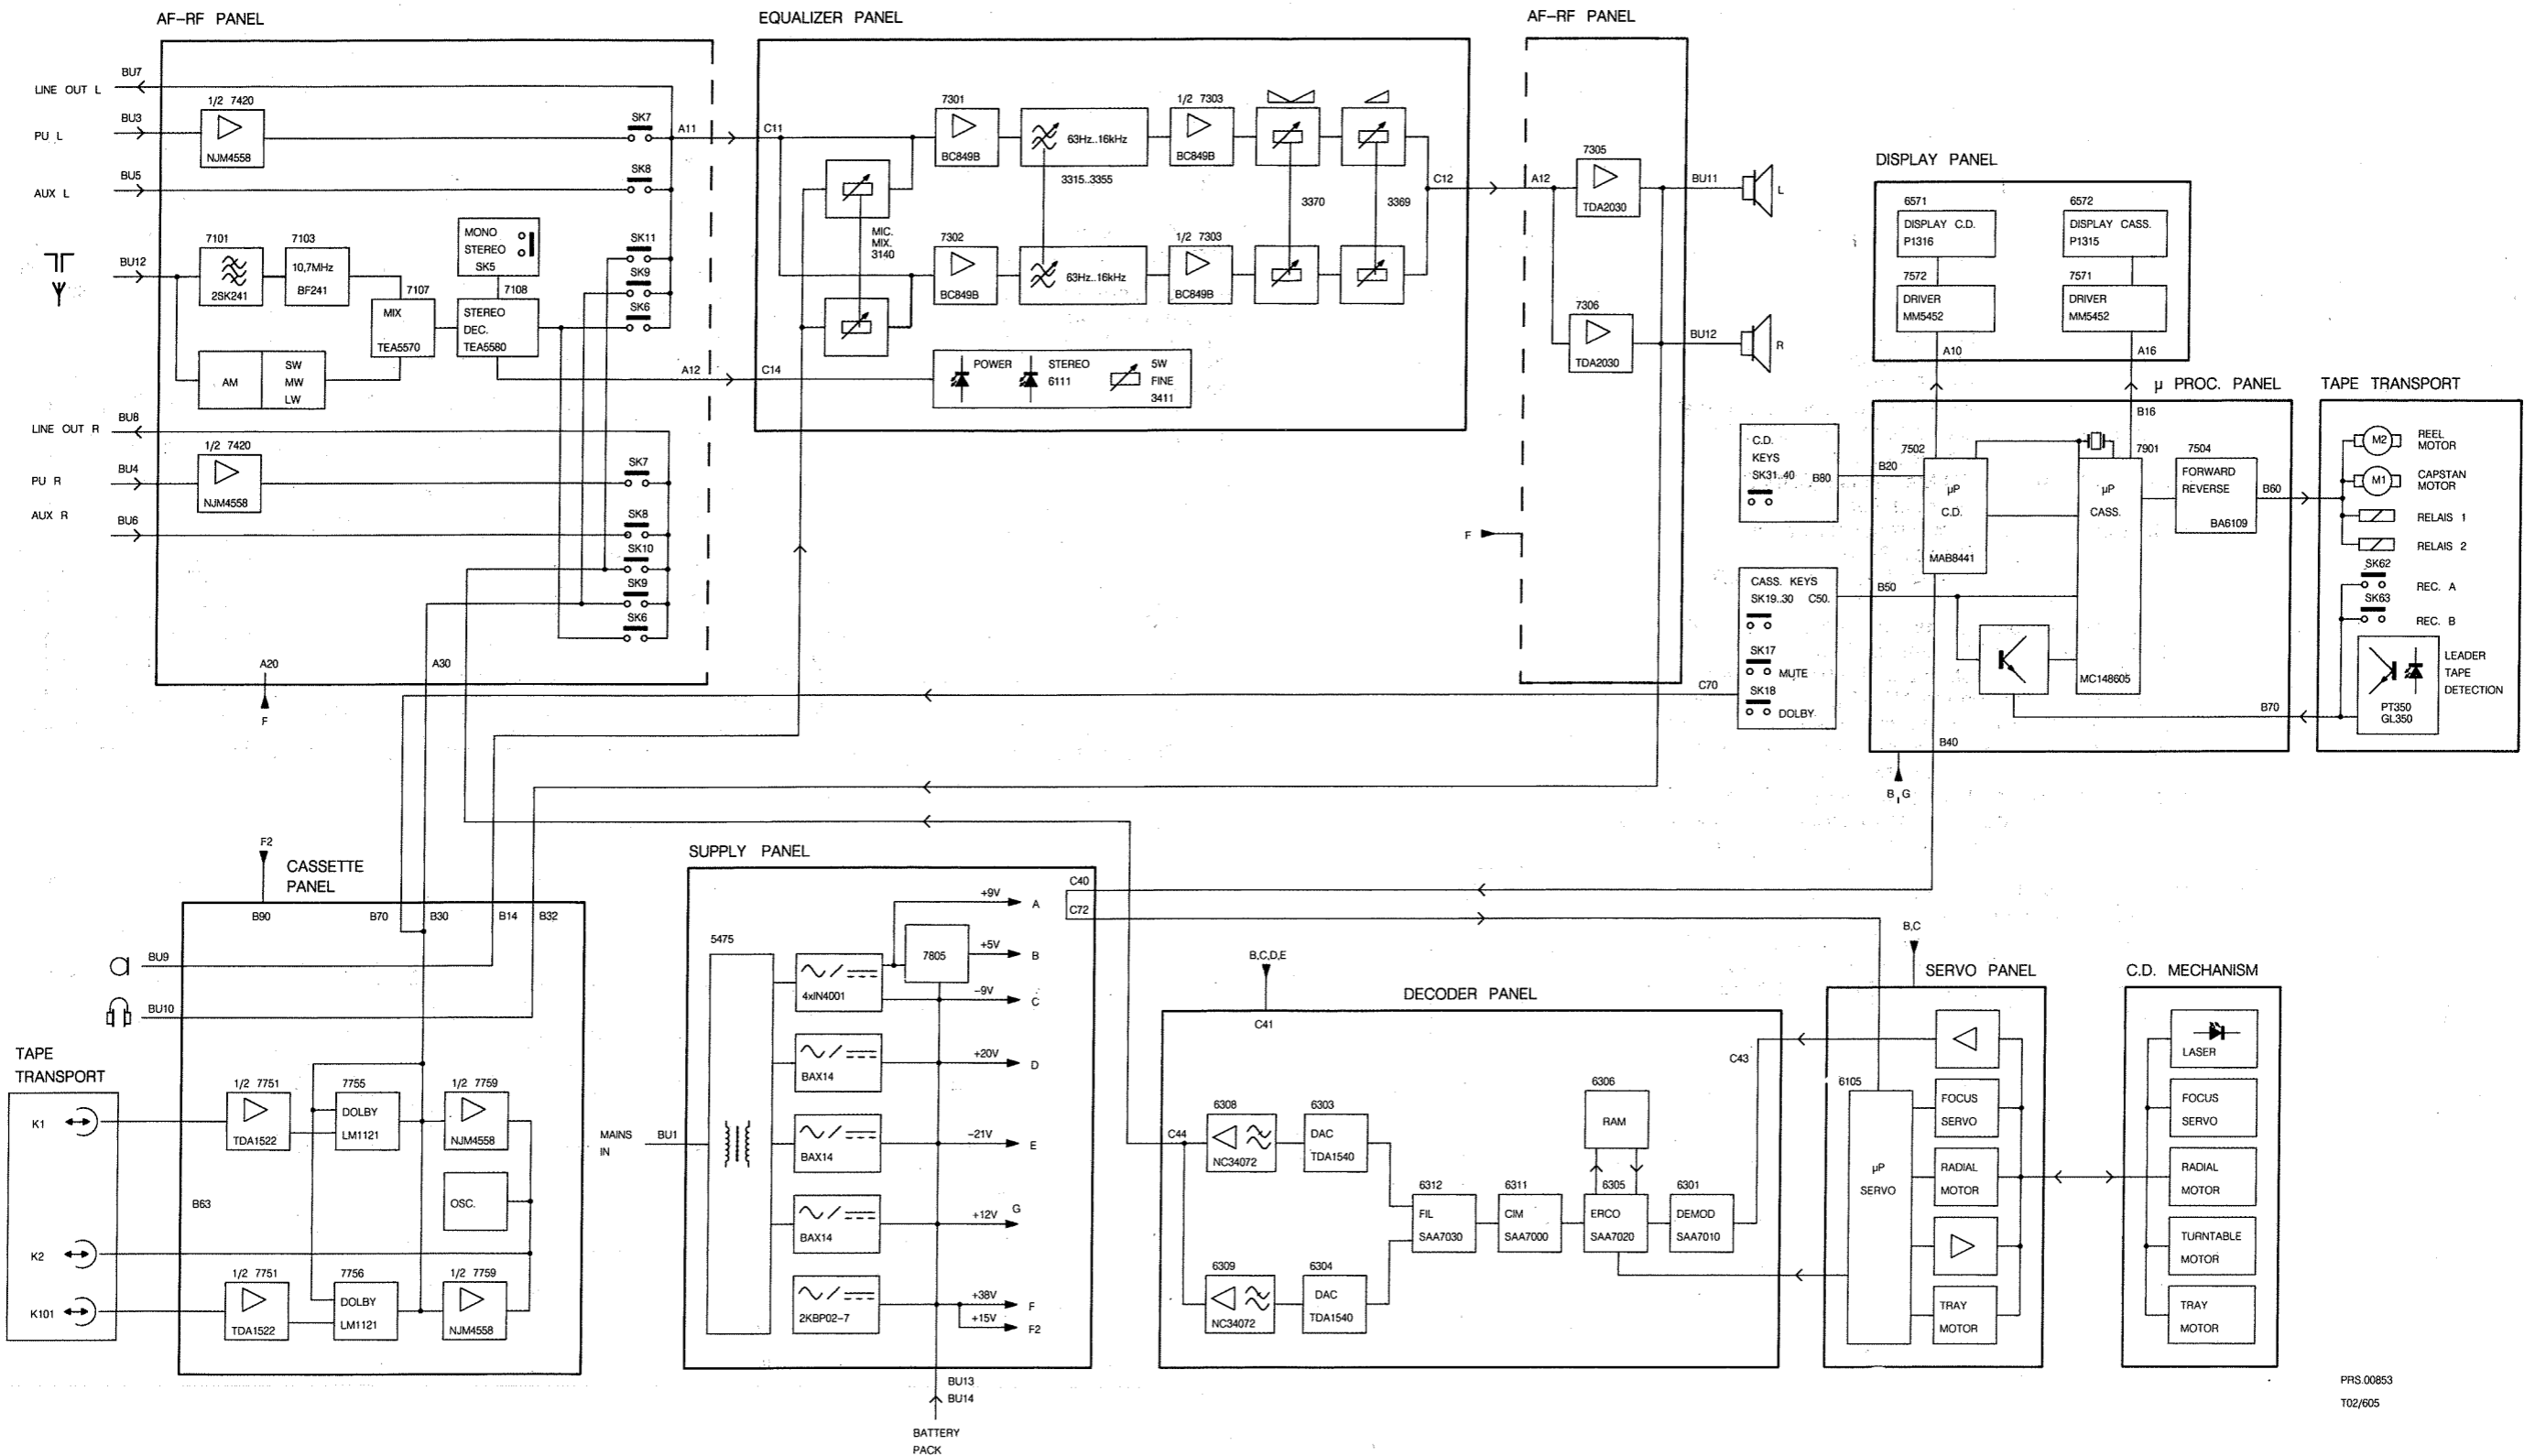 AF-RF PANEL
BU7
LINE OUT L
1/2 7420
BU3
PU L
NJM4558
SK7
A11
BU5
AUX L
SK8
MONO
STEREO
SK5
7101
7103
BU12
10,7MHz
2SK241
BF241
7107
7108
MIX
TEA5570
STEREO
DEC.
TEA5580
SK11
SK9
SK6
AM
SW
MW
LW
A12
BU8
LINE OUT R
1/2 7420
BU4
PU R
NJM4558
SK7
AUX R
BU6
SK8
SK10
SK9
SK6
A20
A30
F
EQUALIZER PANEL
C11
7301
BC849B
63Hz..16kHz
3315..3355
1/2 7303
BC849B
3370
3369
C12
MIC.
MIX.
3140
7302
BC849B
63Hz..16kHz
1/2 7303
BC849B
C14
POWER
STEREO
6111
5W
FINE
3411
AF-RF PANEL
A12
7305
TDA2030
BU11
L
7306
TDA2030
BU12
R
F
DISPLAY PANEL
6571
DISPLAY C.D.
P1316
6572
DISPLAY CASS.
P1315
7572
DRIVER
MM5452
7571
DRIVER
MM5452
A10
A16
µ PROC. PANEL
B16
C.D.
KEYS
SK31..40
B80
B20
7502
µP
C.D.
MAB8441
7901
µP
CASS.
MC148605
7504
FORWARD
REVERSE
BA6109
B60
CASS. KEYS
SK19..30
C50.
B50
SK17
MUTE
SK18
DOLBY
C70
B70
B40
B,G
TAPE TRANSPORT
M2
REEL
MOTOR
M1
CAPSTAN
MOTOR
RELAIS 1
RELAIS 2
SK62
REC. A
SK63
REC. B
LEADER
TAPE
DETECTION
PT350
GL350
F2
CASSETTE
PANEL
B90
B70
B30
B14
B32
BU9
BU10
TAPE
TRANSPORT
K1
K2
K101
1/2 7751
TDA1522
7755
DOLBY
LM1121
1/2 7759
NJM4558
OSC.
B63
1/2 7751
TDA1522
7756
DOLBY
LM1121
1/2 7759
NJM4558
SUPPLY PANEL
C40
C72
+9V
A
5475
7805
+5V
B
4xIN4001
-9V
C
BAX14
+20V
D
MAINS
IN
BU1
BAX14
-21V
E
BAX14
+12V
G
2KBP02-7
+38V
F
+15V
F2
BU13
BU14
BATTERY
PACK
B,C,D,E
DECODER PANEL
C41
C43
C44
6308
NC34072
6303
DAC
TDA1540
6306
RAM
6312
FIL
SAA7030
6311
CIM
SAA7000
6305
ERCO
SAA7020
6301
DEMOD
SAA7010
6309
NC34072
6304
DAC
TDA1540
B,C
SERVO PANEL
6105
µP
SERVO
FOCUS
SERVO
RADIAL
MOTOR
TRAY
MOTOR
C.D. MECHANISM
LASER
FOCUS
SERVO
RADIAL
MOTOR
TURNTABLE
MOTOR
TRAY
MOTOR
PRS.00853
T02/605